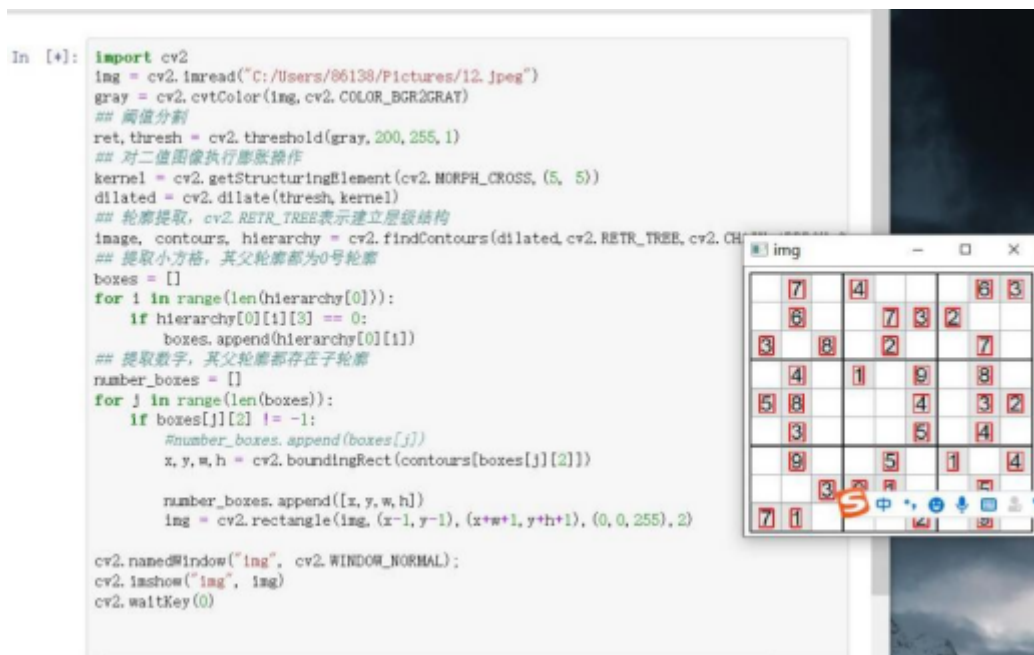 In [*]:
import cv2
img = cv2.imread("C:/Users/86138/Pictures/12.jpeg")
gray = cv2.cvtColor(img,cv2.COLOR_BGR2GRAY)
## 阈值分割
ret,thresh = cv2.threshold(gray,200,255,1)
## 对二值图像执行膨胀操作
kernel = cv2.getStructuringElement(cv2.MORPH_CROSS,(5, 5))
dilated = cv2.dilate(thresh,kernel)
## 轮廓提取，cv2.RETR_TREE表示建立层级结构
image, contours, hierarchy = cv2.findContours(dilated,cv2.RETR_TREE,cv2.
## 提取小方格，其父轮廓都为0号轮廓
boxes = []
for i in range(len(hierarchy[0])):
if hierarchy[0][i][3] == 0:
boxes.append(hierarchy[0][i])
## 提取数字，其父轮廓都存在子轮廓
number_boxes = []
for j in range(len(boxes)):
if boxes[j][2] != -1:
#number_boxes.append(boxes[j])
x,y,w,h = cv2.boundingRect(contours[boxes[j][2]])
number_boxes.append([x,y,w,h])
img = cv2.rectangle(img,(x-1,y-1),(x+w+1,y+h+1),(0,0,255),2)
cv2.namedWindow("img", cv2.WINDOW_NORMAL);
cv2.imshow("img", img)
cv2.waitKey(0)
img
7 4 6 3
6 7 3 2
3 8 2 7
4 1 9 8
5 8 4 3 2
3 5 4
9 5 1 4
3
中
7 1 2